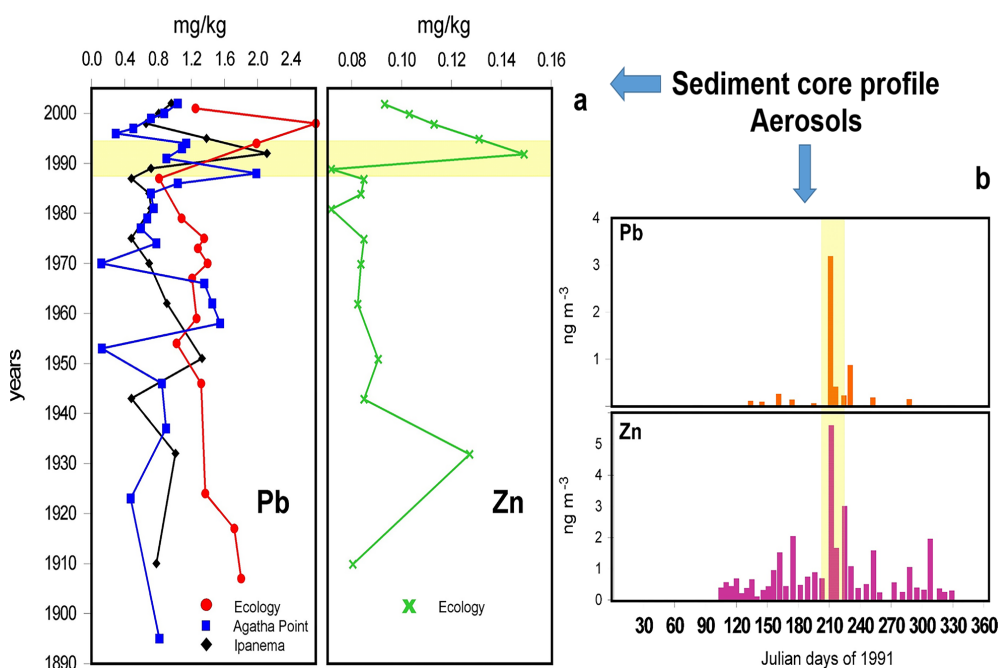 mg/kg
mg/kg
0.0 0.4 0.8 1.2 1.6 2.0 2.4
0.08 0.10 0.12 0.14 0.16
a
Sediment core profile
Aerosols
b
years
2000
1990
1980
1970
1960
1950
1940
1930
1920
1910
1900
1890
Pb
Ecology
Agatha Point
Ipanema
Zn
Ecology
Pb
4
3
2
1
ng m⁻³
Zn
5
4
3
2
1
0
ng m⁻³
30 60 90 120 150 180 210 240 270 300 330 360
Julian days of 1991